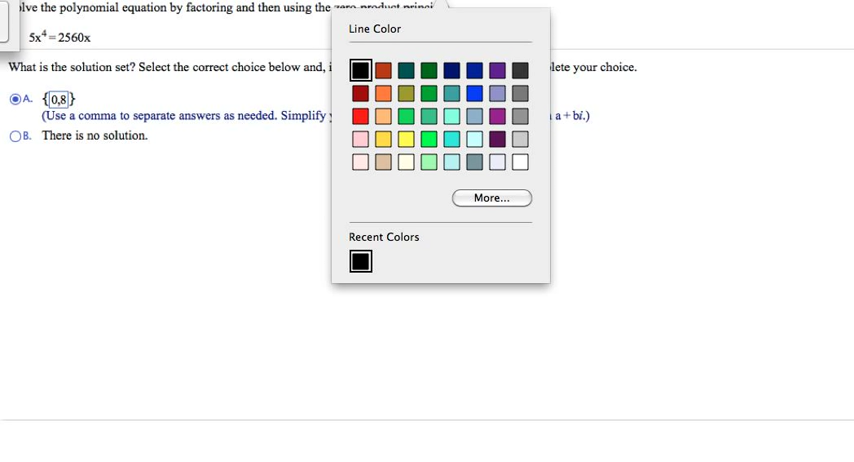 lve the polynomial equation by factoring and then using the
5x⁴ = 2560x
What is the solution set? Select the correct choice below and, i
lete your choice.
A. {0,8}
(Use a comma to separate answers as needed. Simplify
a + bi.)
B. There is no solution.
Line Color
More...
Recent Colors